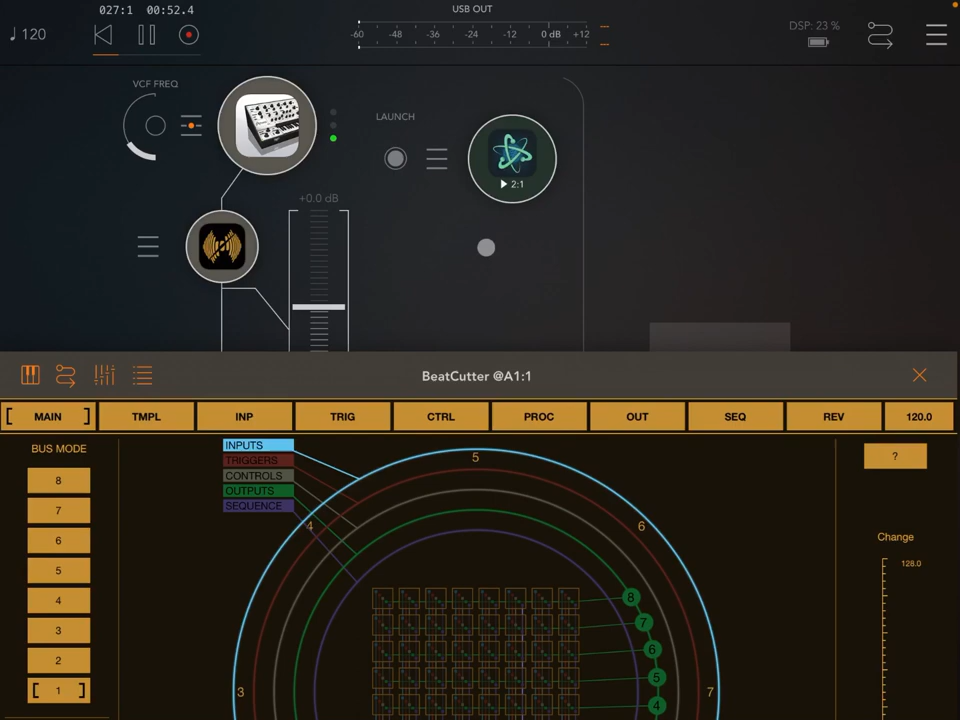 027:1 00:52.4
USB OUT
♩120
-60 -48 -36 -24 -12 0 dB +12
DSP: 23 %
VCF FREQ
LAUNCH
2:1
+0.0 dB
BeatCutter @A1:1
[ MAIN ] TMPL INP TRIG CTRL PROC OUT SEQ REV 120.0
BUS MODE
INPUTS
TRIGGERS
CONTROLS
OUTPUTS
SEQUENCE
5
?
8
7
6
5
4
3
2
[ 1 ]
4
6
3
7
8
7
6
5
4
Change
128.0